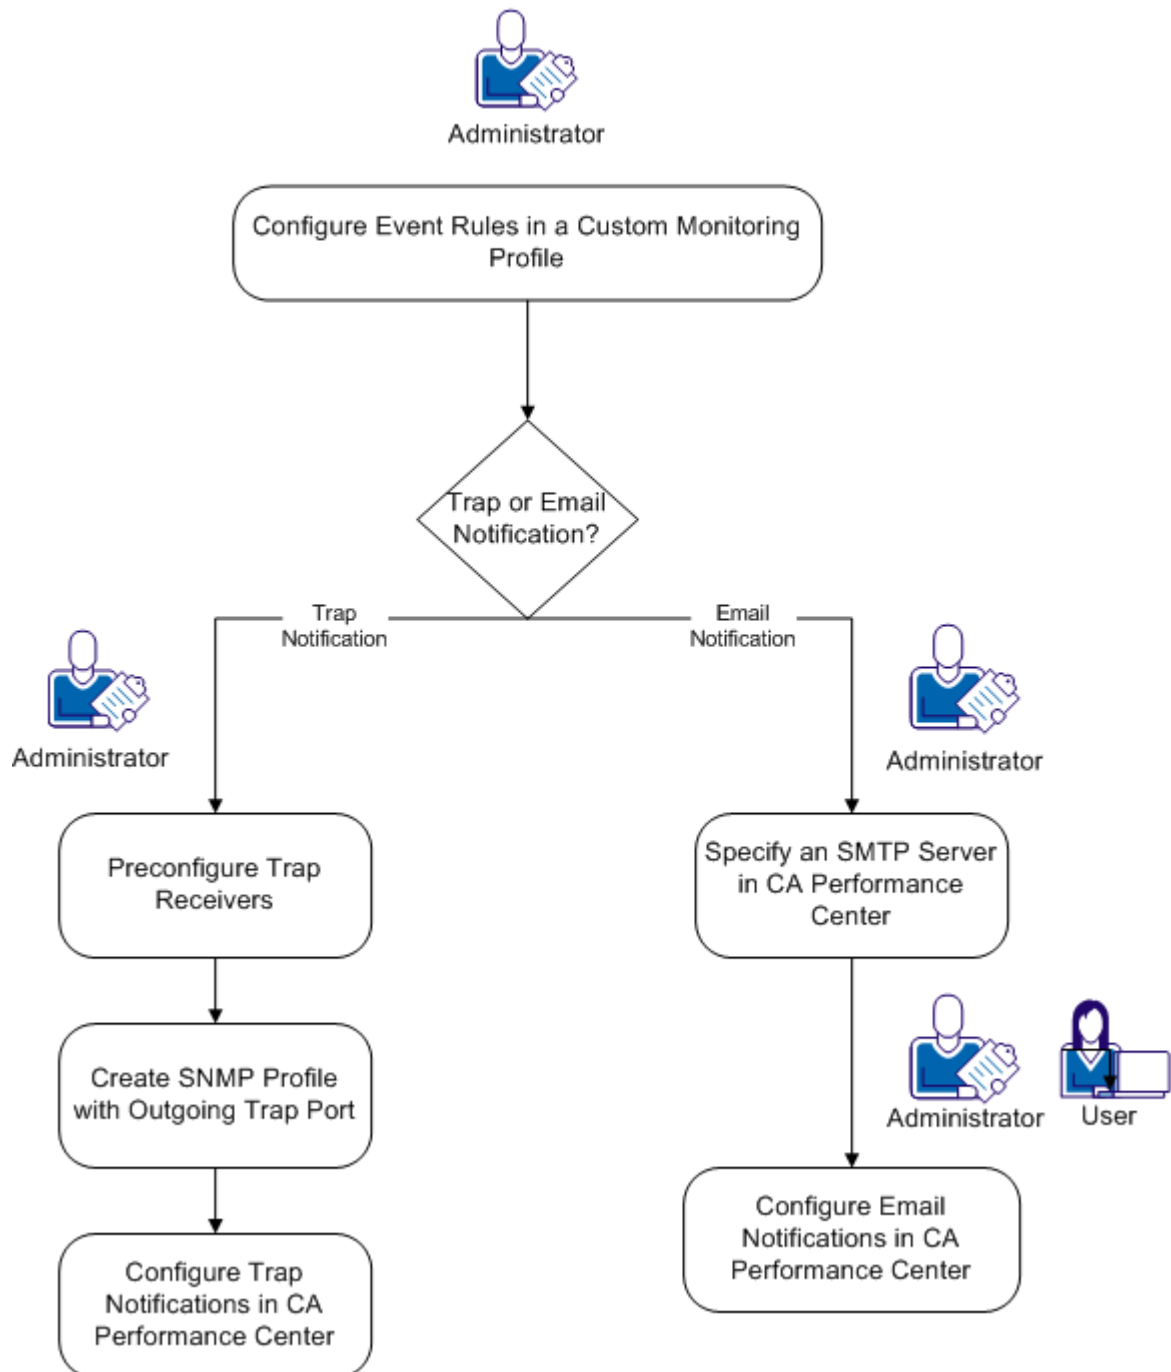 Administrator
Configure Event Rules in a Custom Monitoring
Profile
Trap or Email
Notification?
Trap
Notification
Email
Notification
Administrator
Administrator
Preconfigure Trap
Receivers
Specify an SMTP Server
in CA Performance
Center
Create SNMP Profile
with Outgoing Trap Port
Administrator
User
Configure Trap
Notifications in CA
Performance Center
Configure Email
Notifications in CA
Performance Center